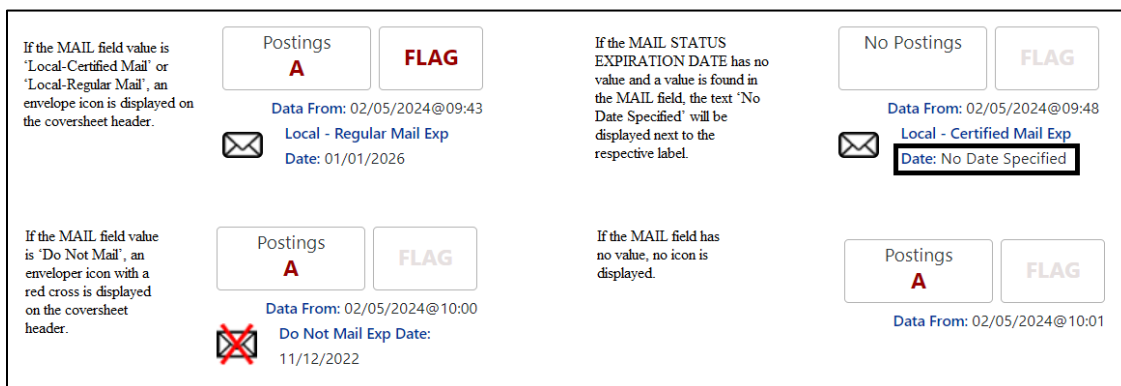 If the MAIL field value is
‘Local-Certified Mail’ or
‘Local-Regular Mail’, an
envelope icon is displayed on
the coversheet header.
Postings
A
FLAG
Data From: 02/05/2024@09:43
Local - Regular Mail Exp
Date: 01/01/2026
If the MAIL STATUS
EXPIRATION DATE has no
value and a value is found in
the MAIL field, the text ‘No
Date Specified’ will be
displayed next to the
respective label.
No Postings
FLAG
Data From: 02/05/2024@09:48
Local - Certified Mail Exp
Date: No Date Specified
If the MAIL field value
is ‘Do Not Mail’, an
enveloper icon with a
red cross is displayed
on the coversheet
header.
Postings
A
FLAG
Data From: 02/05/2024@10:00
Do Not Mail Exp Date:
11/12/2022
If the MAIL field has
no value, no icon is
displayed.
Postings
A
FLAG
Data From: 02/05/2024@10:01